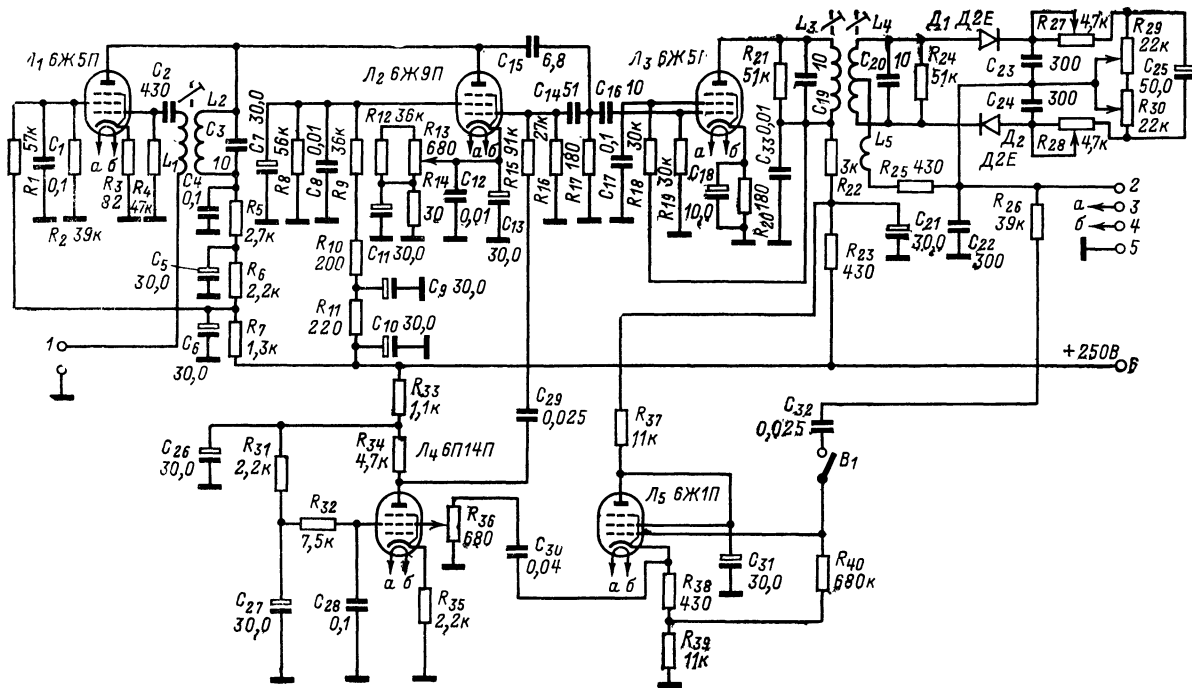 Л1 6Ж5П
C2
430
L2
L1
C3
10
R1 57к
C1
0,1
R2 39к
R3
82
R4
47к
а б
C4
0,1
R5
2,7к
C5
30,0
R6
2,2к
C6
30,0
R7
1,3к
1
C7 30,0
R8 56к
C8 0,01
R9 36к
R10
200
R11
220
C9 30,0
C10 30,0
Л2 6Ж9П
R12 36к
R13
680
R14
30
C11 30,0
C12
0,01
C13
30,0
а б
C15
6,8
C14 51
C16 10
R15 91к
R16 27к
R17 180
C17 0,1
R18 30к
R19 30к
Л3 6Ж5П
а б
C18
10,0
R20 180
R21
51к
C33 0,01
C19 10
L3
L4
L5
3к
R22
R23
430
C20
10
R24
51к
Д1 Д2Е
Д2
Д2Е
C23
300
C24
300
R27 4,7к
R28 4,7к
R29
22к
R30
22к
C25
50,0
R25 430
C21
30,0
C22
300
R26
39к
2
а 3
б 4
5
+250В
6
R33
1,1к
C26
30,0
R31
2,2к
R34
4,7к
Л4 6П14П
C29
0,025
R32
7,5к
R36
680
C30
0,04
а б
C27
30,0
C28
0,1
R35
2,2к
R37
11к
Л5 6Ж1П
а б
C31
30,0
R38
430
R39
11к
R40
680к
C32
0,025
В1